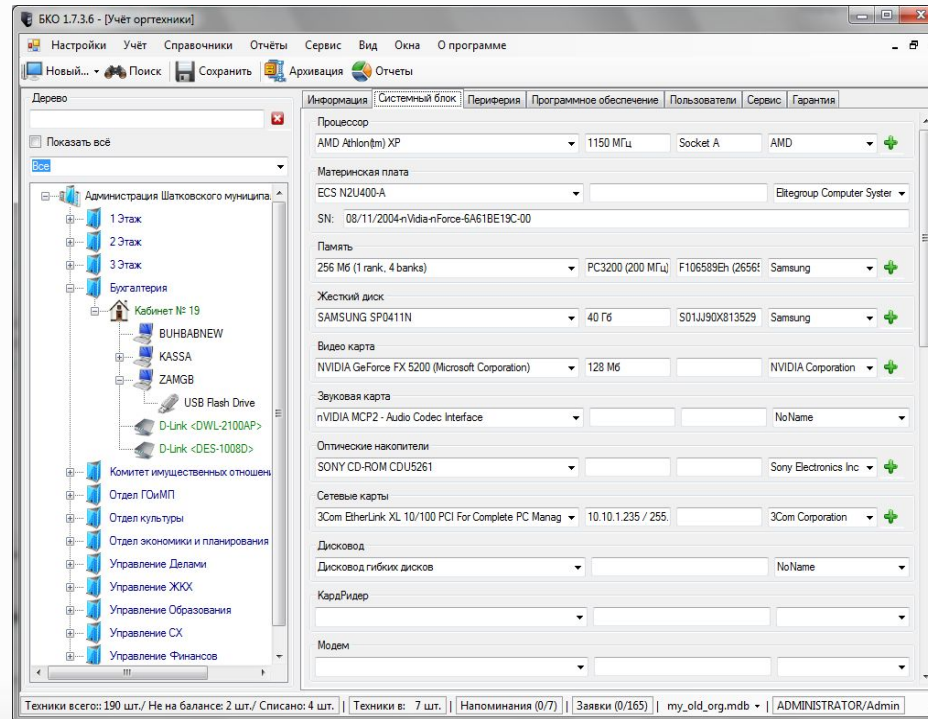 БКО 1.7.3.6 - [Учёт оргтехники]
Настройки Учёт Справочники Отчёты Сервис Вид Окна О программе
Новый... Поиск Сохранить Архивация Отчеты
Дерево
Показать всё
Все
Администрация Шатковского муниципа
1 Этаж
2 Этаж
3 Этаж
Бухгалтерия
Кабинет № 19
BUHBABNEW
KASSA
ZAMGB
USB Flash Drive
D-Link <DWL-2100AP>
D-Link <DES-1008D>
Комитет имущественных отношени
Отдел ГОиМП
Отдел культуры
Отдел экономики и планирования
Управление Делами
Управление ЖКХ
Управление Образования
Управление СХ
Управление Финансов
Информация Системный блок Периферия Программное обеспечение Пользователи Сервис Гарантия
Процессор
AMD Athlon(tm) XP 1150 МГц Socket A AMD
Материнская плата
ECS N2U400-A Elitegroup Computer Syster
SN: 08/11/2004-nVidia-nForce-6A61BE19C-00
Память
256 Мб (1 rank, 4 banks) PC3200 (200 МГц) F106589Eh (2656 Samsung
Жесткий диск
SAMSUNG SP0411N 40 Гб S01JJ90X813529 Samsung
Видео карта
NVIDIA GeForce FX 5200 (Microsoft Corporation) 128 Мб NVIDIA Corporation
Звуковая карта
nVIDIA MCP2 - Audio Codec Interface NoName
Оптические накопители
SONY CD-ROM CDU5261 Sony Electronics Inc
Сетевые карты
3Com EtherLink XL 10/100 PCI For Complete PC Manag 10.10.1.235 / 255. 3Com Corporation
Дисковод
Дисковод гибких дисков NoName
КардРидер
Модем
Техники всего:: 190 шт./ Не на балансе: 2 шт./ Списано: 4 шт. Техники в: 7 шт. Напоминания (0/7) Заявки (0/165) my_old_org.mdb ADMINISTRATOR/Admin